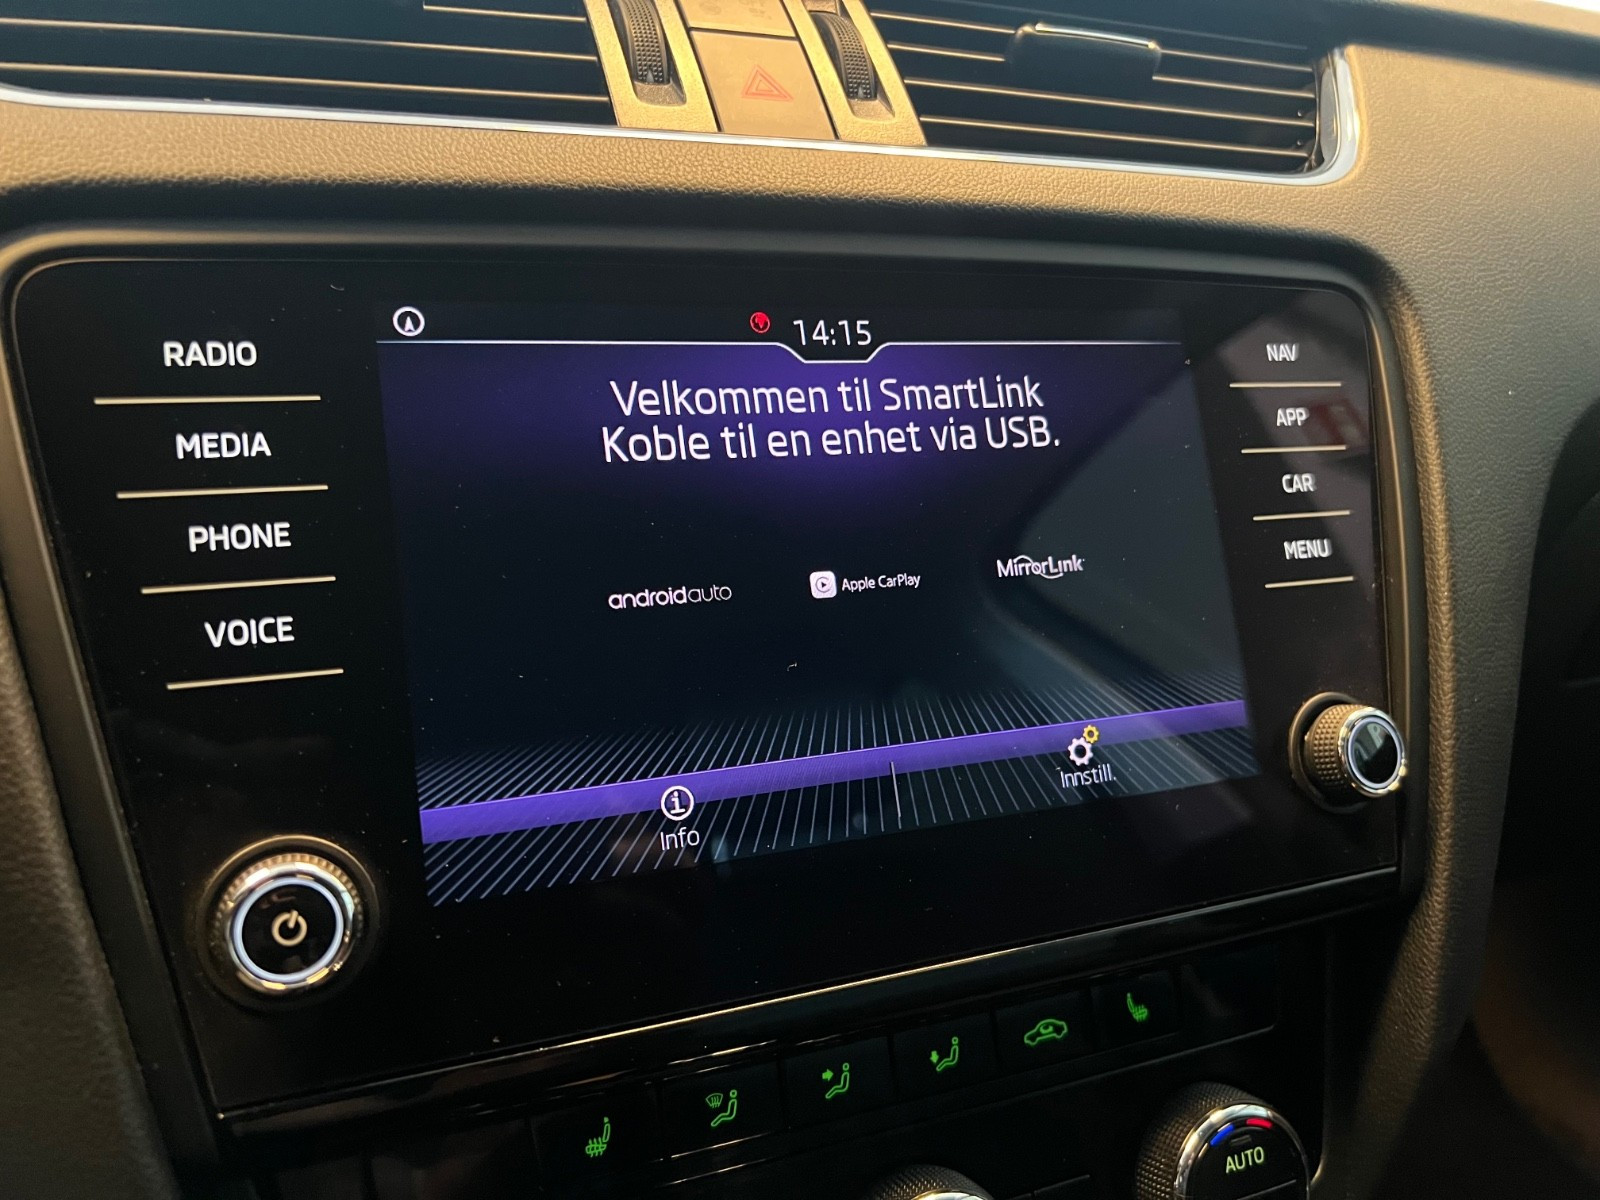 RADIO
MEDIA
PHONE
VOICE
14:15
Velkommen til SmartLink
Koble til en enhet via USB.
androidauto
Apple CarPlay
MirrorLink
Info
Innstill.
NAV
APP
CAR
MENU
AUTO